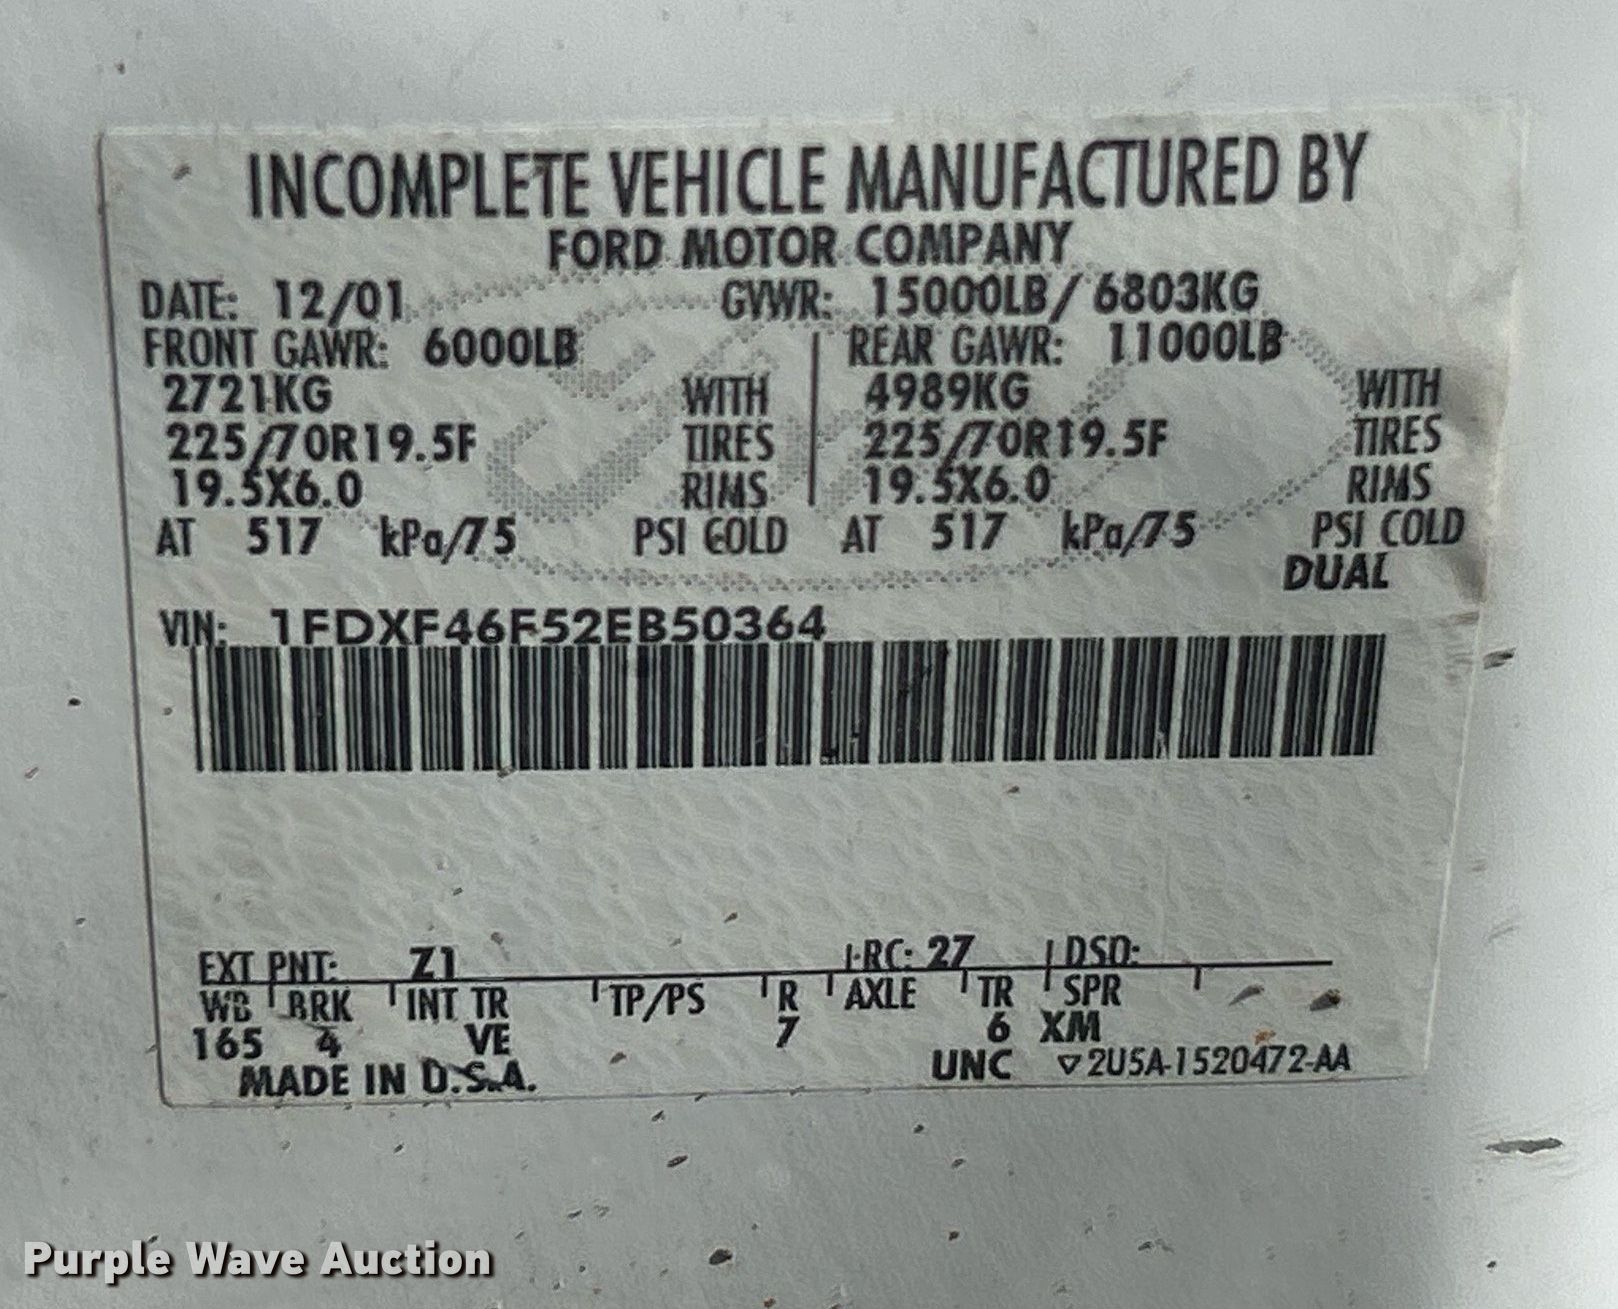 INCOMPLETE VEHICLE MANUFACTURED BY
FORD MOTOR COMPANY
DATE: 12/01 GVWR: 15000LB/ 6803KG
FRONT GAWR: 6000LB REAR GAWR: 11000LB
2721KG WITH 4989KG WITH
225/70R19.5F TIRES 225/70R19.5F TIRES
19.5X6.0 RIMS 19.5X6.0 RIMS
AT 517 kPa/75 PSI COLD AT 517 kPa/75 PSI COLD
DUAL
VIN: 1FDXF46F52EB50364
EXT PNT: Z1 RC: 27 DSO:
WB BRK INT TR TP/PS R AXLE TR SPR
165 4 VE 7 6 XM
MADE IN U.S.A. UNC ▽2U5A-1520472-AA
Purple Wave Auction